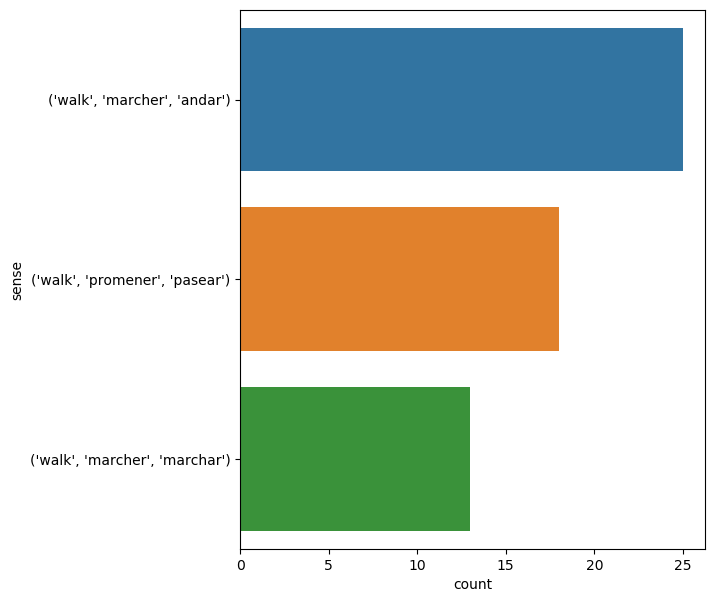 ('walk', 'marcher', 'andar')
('walk', 'promener', 'pasear')
('walk', 'marcher', 'marchar')
sense
0 5 10 15 20 25
count